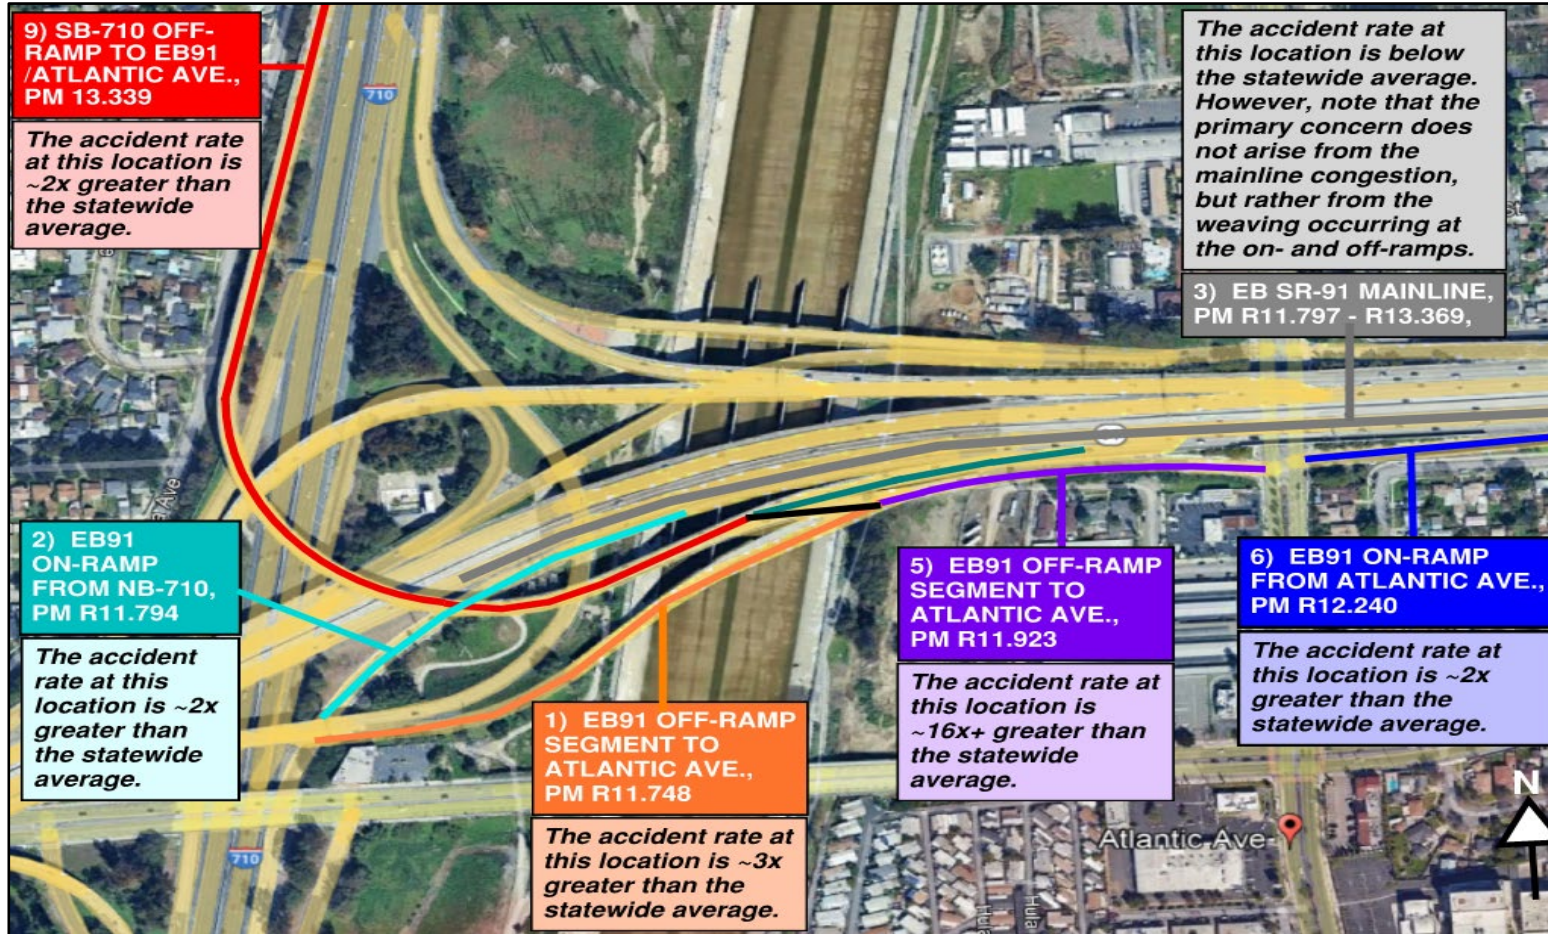 9) SB-710 OFF-
RAMP TO EB91
/ATLANTIC AVE.,
PM 13.339
The accident rate
at this location is
~2x greater than
the statewide
average.
710
The accident rate at
this location is below
the statewide average.
However, note that the
primary concern does
not arise from the
mainline congestion,
but rather from the
weaving occurring at
the on- and off-ramps.
St
3) EB SR-91 MAINLINE,
PM R11.797 - R13.369,
Ave
2) EB91
ON-RAMP
FROM NB-710,
PM R11.794
The accident
rate at this
location is ~2x
greater than
the statewide
average.
1) EB91 OFF-RAMP
SEGMENT TO
ATLANTIC AVE.,
PM R11.748
The accident rate at
this location is ~3x
greater than the
statewide average.
5) EB91 OFF-RAMP
SEGMENT TO
ATLANTIC AVE.,
PM R11.923
The accident rate at
this location is
~16x+ greater than
the statewide
average.
6) EB91 ON-RAMP
FROM ATLANTIC AVE.,
PM R12.240
The accident rate at
this location is ~2x
greater than the
statewide average.
N
Atlantic Ave
710
Hula
Hula